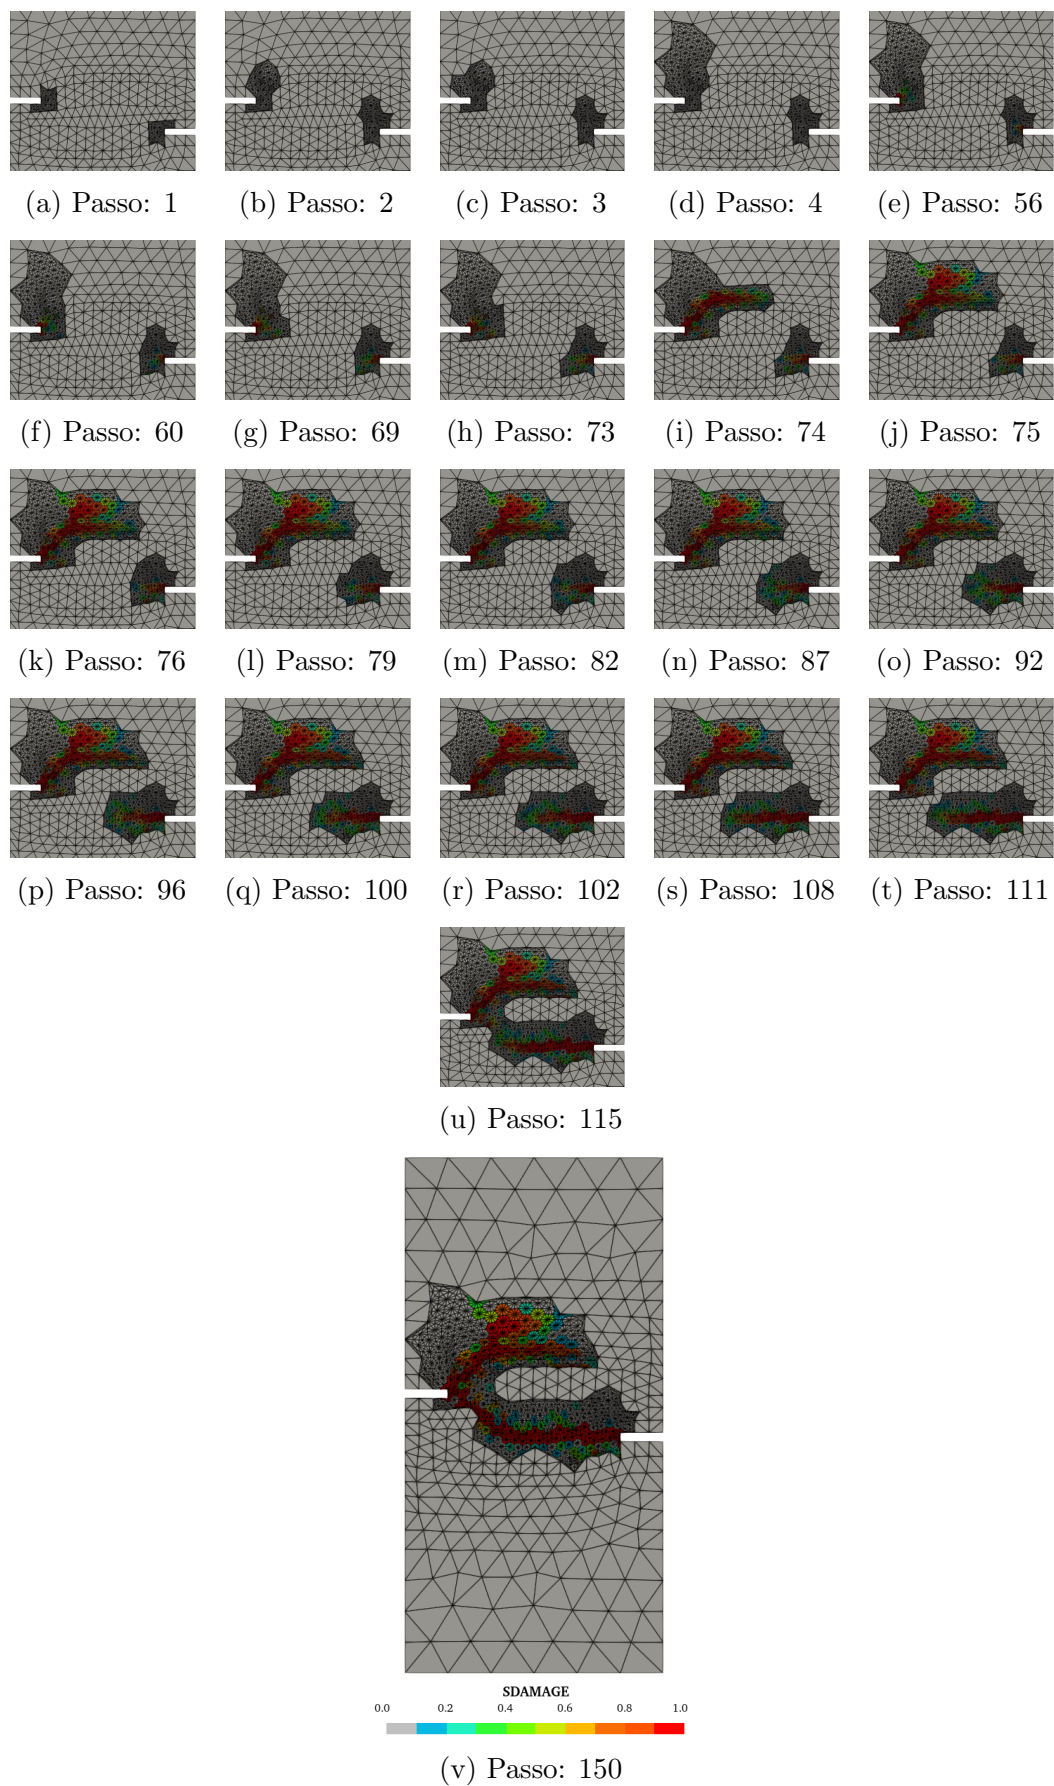 (a) Passo: 1 (b) Passo: 2 (c) Passo: 3 (d) Passo: 4 (e) Passo: 56
(f) Passo: 60 (g) Passo: 69 (h) Passo: 73 (i) Passo: 74 (j) Passo: 75
(k) Passo: 76 (l) Passo: 79 (m) Passo: 82 (n) Passo: 87 (o) Passo: 92
(p) Passo: 96 (q) Passo: 100 (r) Passo: 102 (s) Passo: 108 (t) Passo: 111
(u) Passo: 115
SDAMAGE
0.0 0.2 0.4 0.6 0.8 1.0
(v) Passo: 150